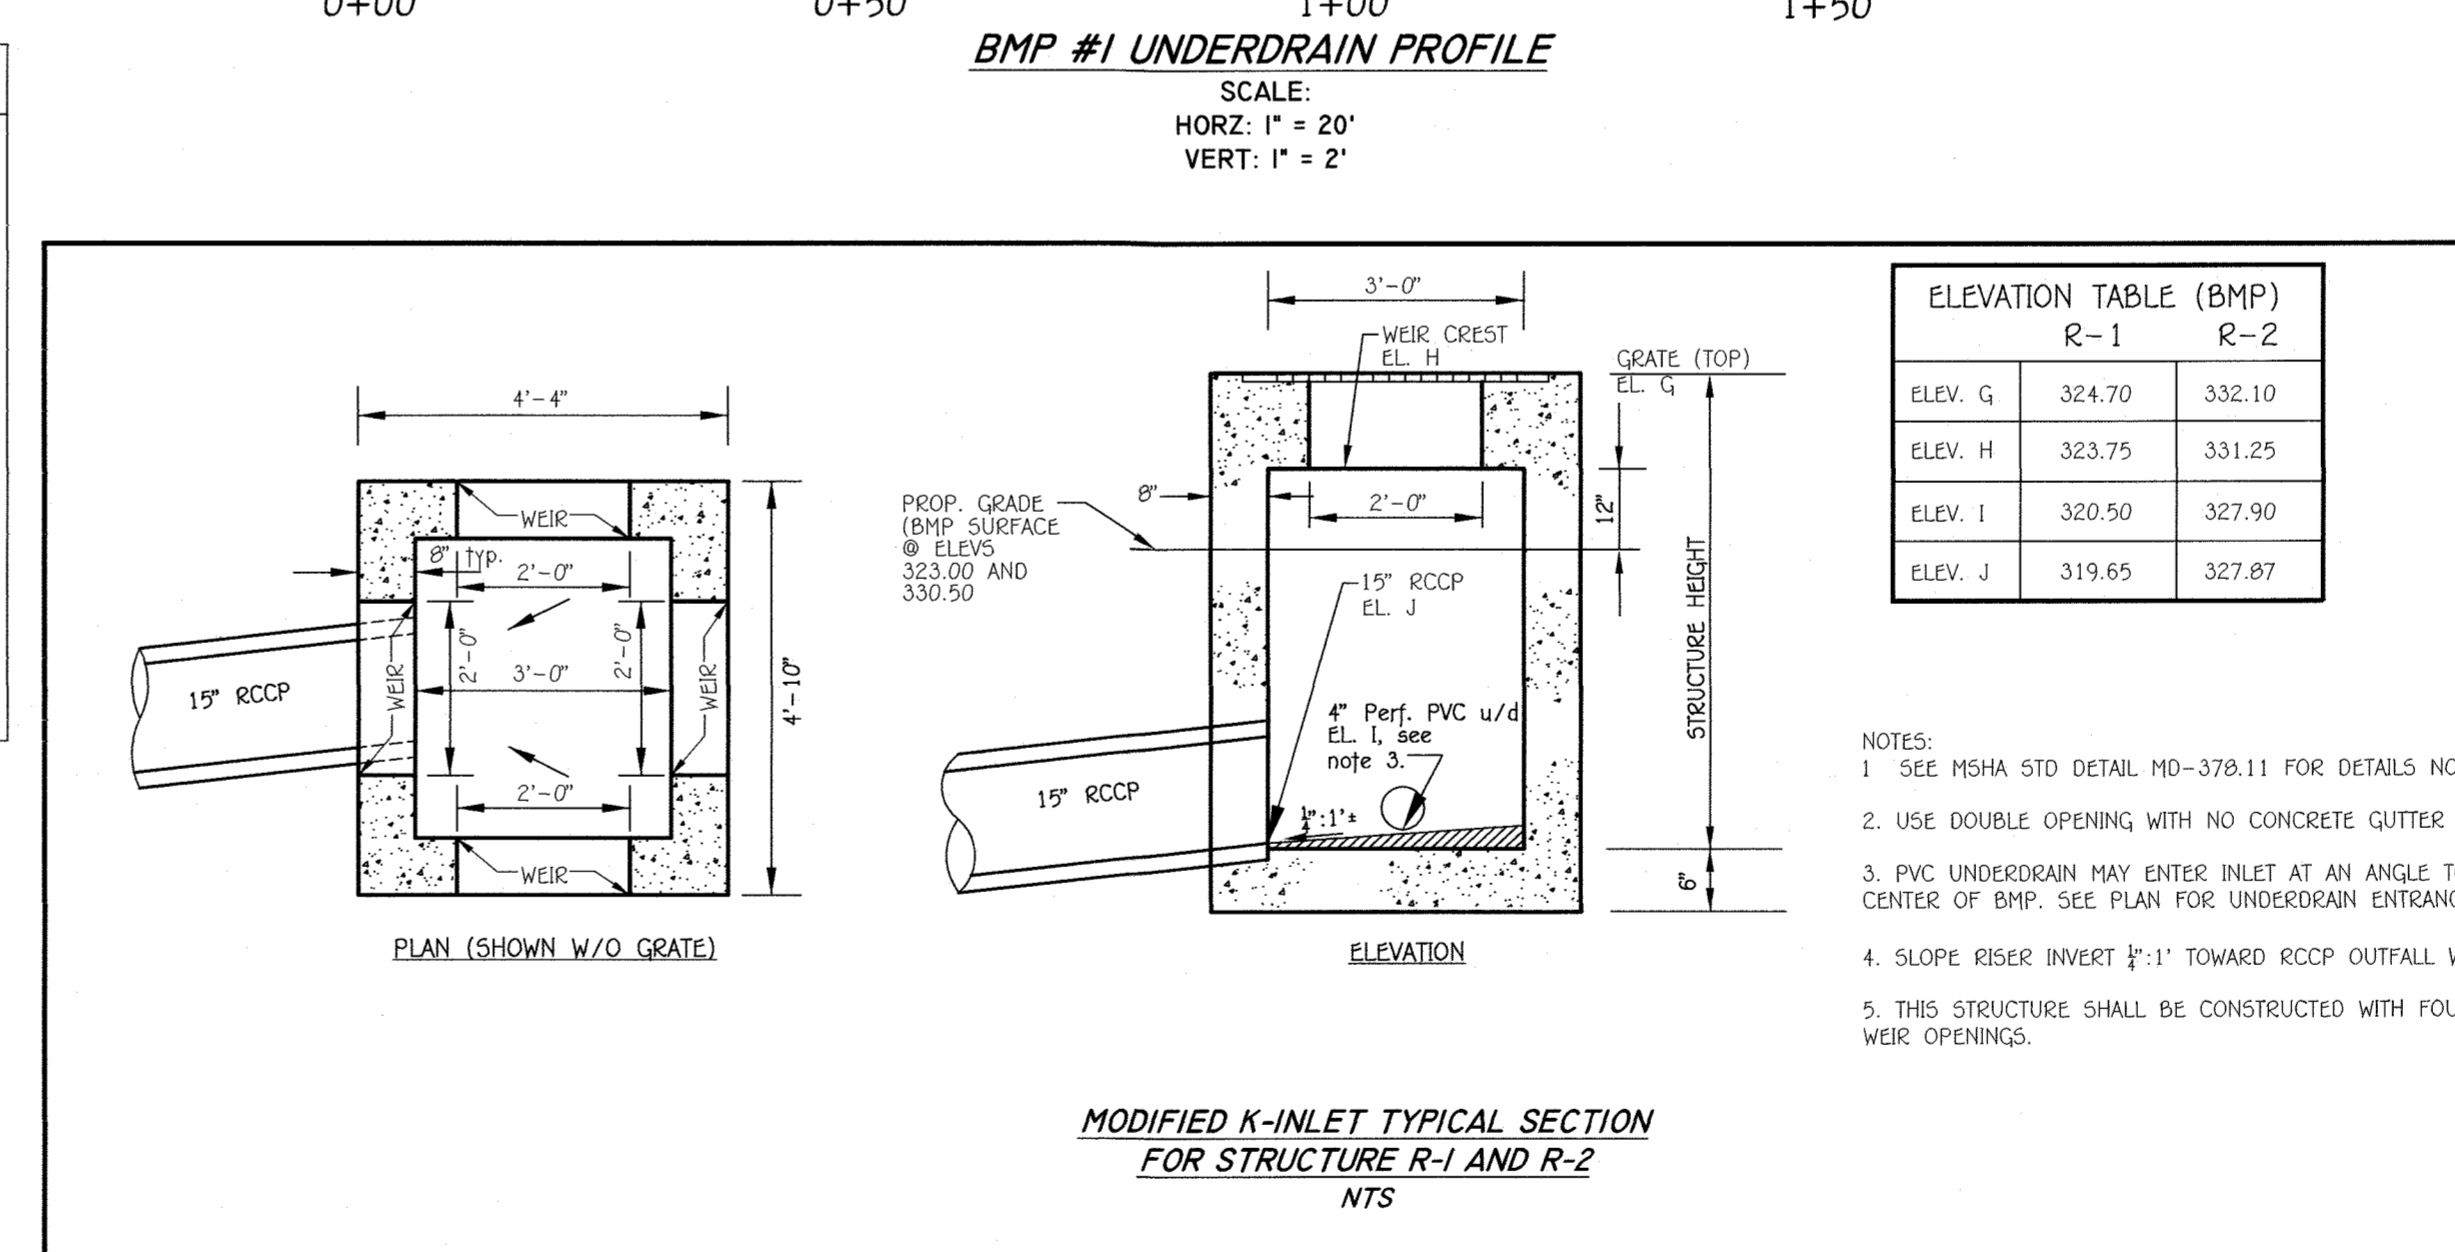 0+00 0+50 1+00 1+50
BMP #1 UNDERDRAIN PROFILE
SCALE:
HORZ: 1" = 20'
VERT: 1" = 2'
4'-4"
WEIR
8" typ.
2'-0"
2'-0"
2'-0"
3'-0"
WEIR
WEIR
15" RCCP
4'-10"
2'-0"
WEIR
PLAN (SHOWN W/O GRATE)
3'-0"
WEIR CREST
EL. H
GRATE (TOP)
EL. G
8"
2'-0"
12"
PROP. GRADE
(BMP SURFACE
@ ELEVS
323.00 AND
330.50
15" RCCP
EL. J
STRUCTURE HEIGHT
4" Perf. PVC u/d
EL. I, see
note 3.
15" RCCP
¼":1'±
6"
ELEVATION
ELEVATION TABLE (BMP)
R-1 R-2
ELEV. G 324.70 332.10
ELEV. H 323.75 331.25
ELEV. I 320.50 327.90
ELEV. J 319.65 327.87
NOTES:
1 SEE MSHA STD DETAIL MD-378.11 FOR DETAILS NO
2. USE DOUBLE OPENING WITH NO CONCRETE GUTTER
3. PVC UNDERDRAIN MAY ENTER INLET AT AN ANGLE T
CENTER OF BMP. SEE PLAN FOR UNDERDRAIN ENTRANC
4. SLOPE RISER INVERT ¼":1' TOWARD RCCP OUTFALL W
5. THIS STRUCTURE SHALL BE CONSTRUCTED WITH FOU
WEIR OPENINGS.
MODIFIED K-INLET TYPICAL SECTION
FOR STRUCTURE R-1 AND R-2
NTS